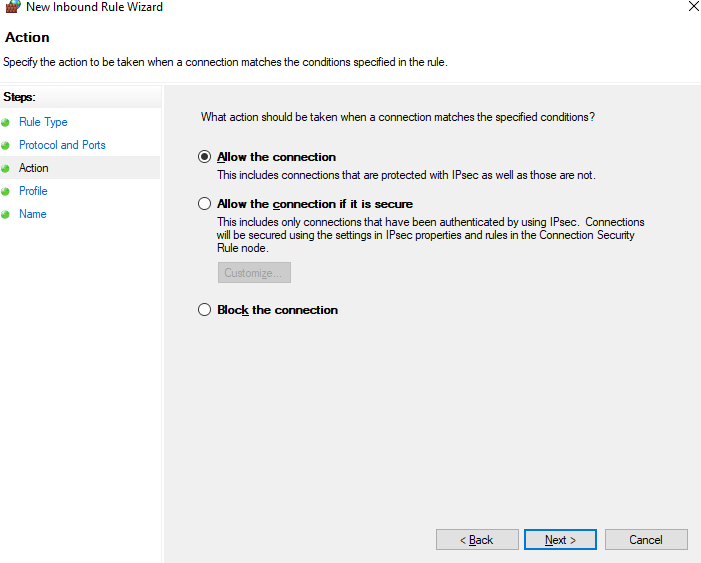 New Inbound Rule Wizard
Action
Specify the action to be taken when a connection matches the conditions specified in the rule.
Steps:
Rule Type
Protocol and Ports
Action
Profile
Name
What action should be taken when a connection matches the specified conditions?
Allow the connection
This includes connections that are protected with IPsec as well as those are not.
Allow the connection if it is secure
This includes only connections that have been authenticated by using IPsec. Connections
will be secured using the settings in IPsec properties and rules in the Connection Security
Rule node.
Customize...
Block the connection
< Back
Next >
Cancel